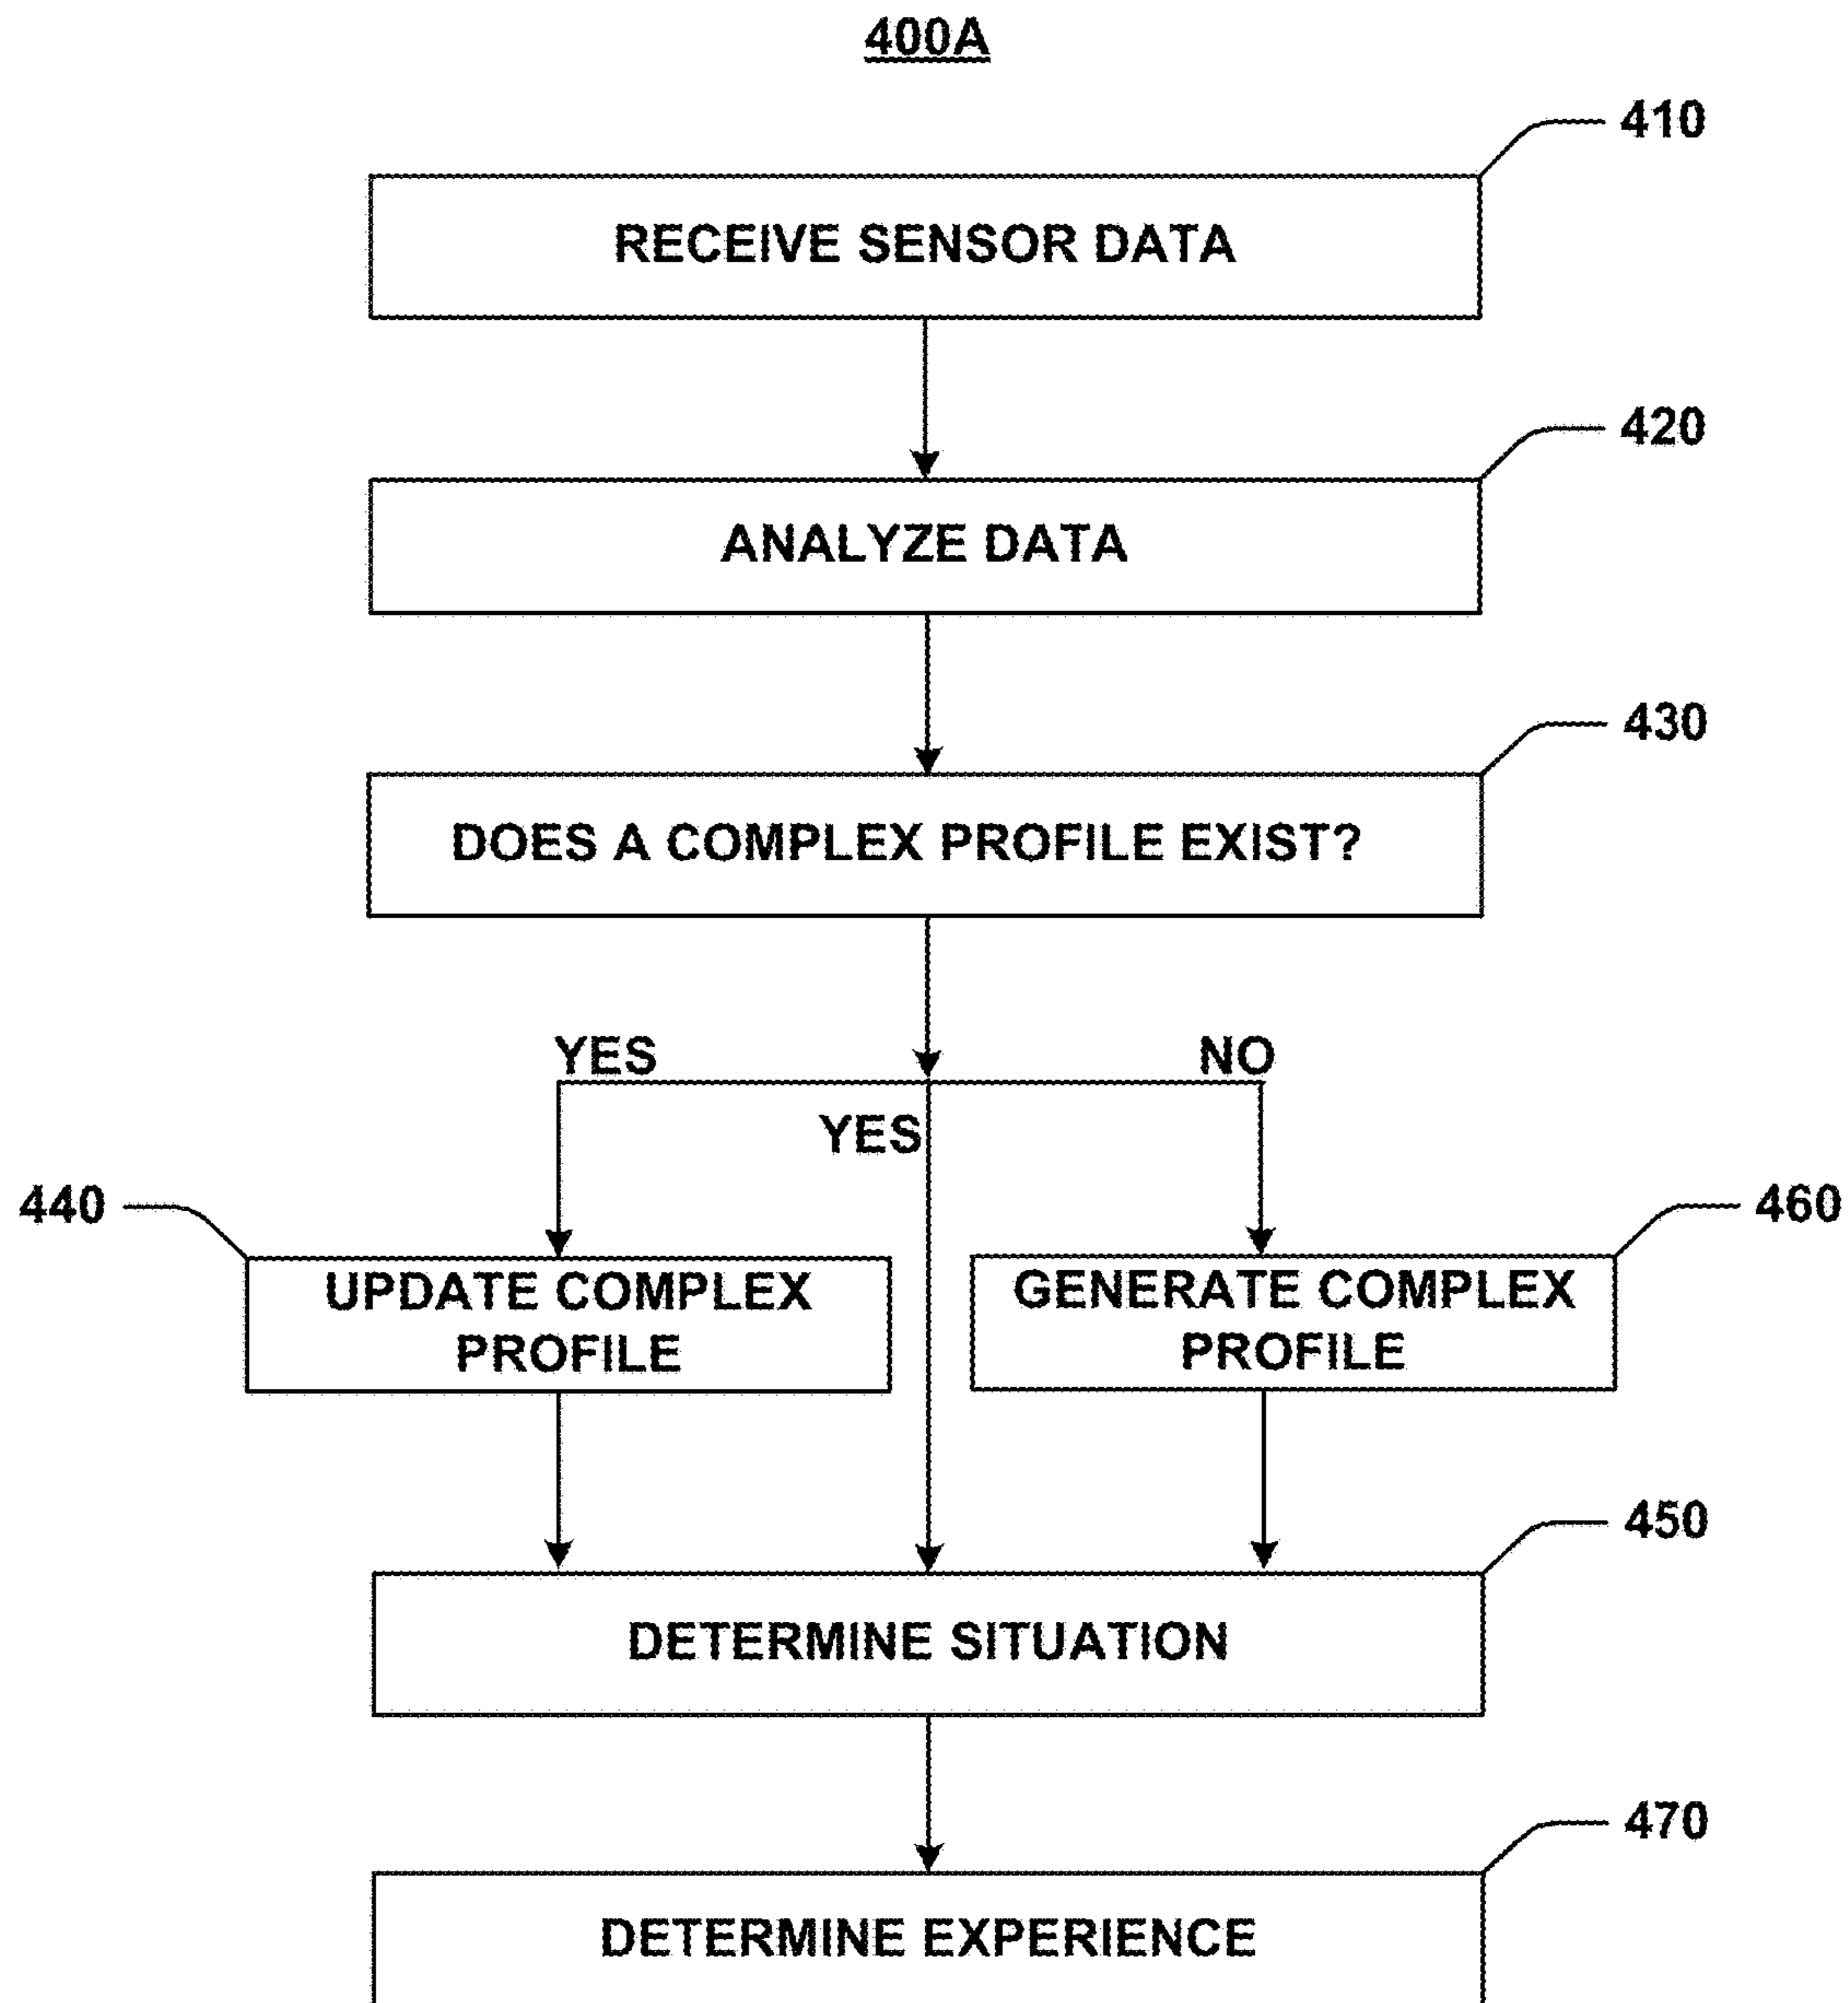 400A
410
RECEIVE SENSOR DATA
420
ANALYZE DATA
430
DOES A COMPLEX PROFILE EXIST?
YES
NO
YES
440
460
UPDATE COMPLEX
PROFILE
GENERATE COMPLEX
PROFILE
450
DETERMINE SITUATION
470
DETERMINE EXPERIENCE